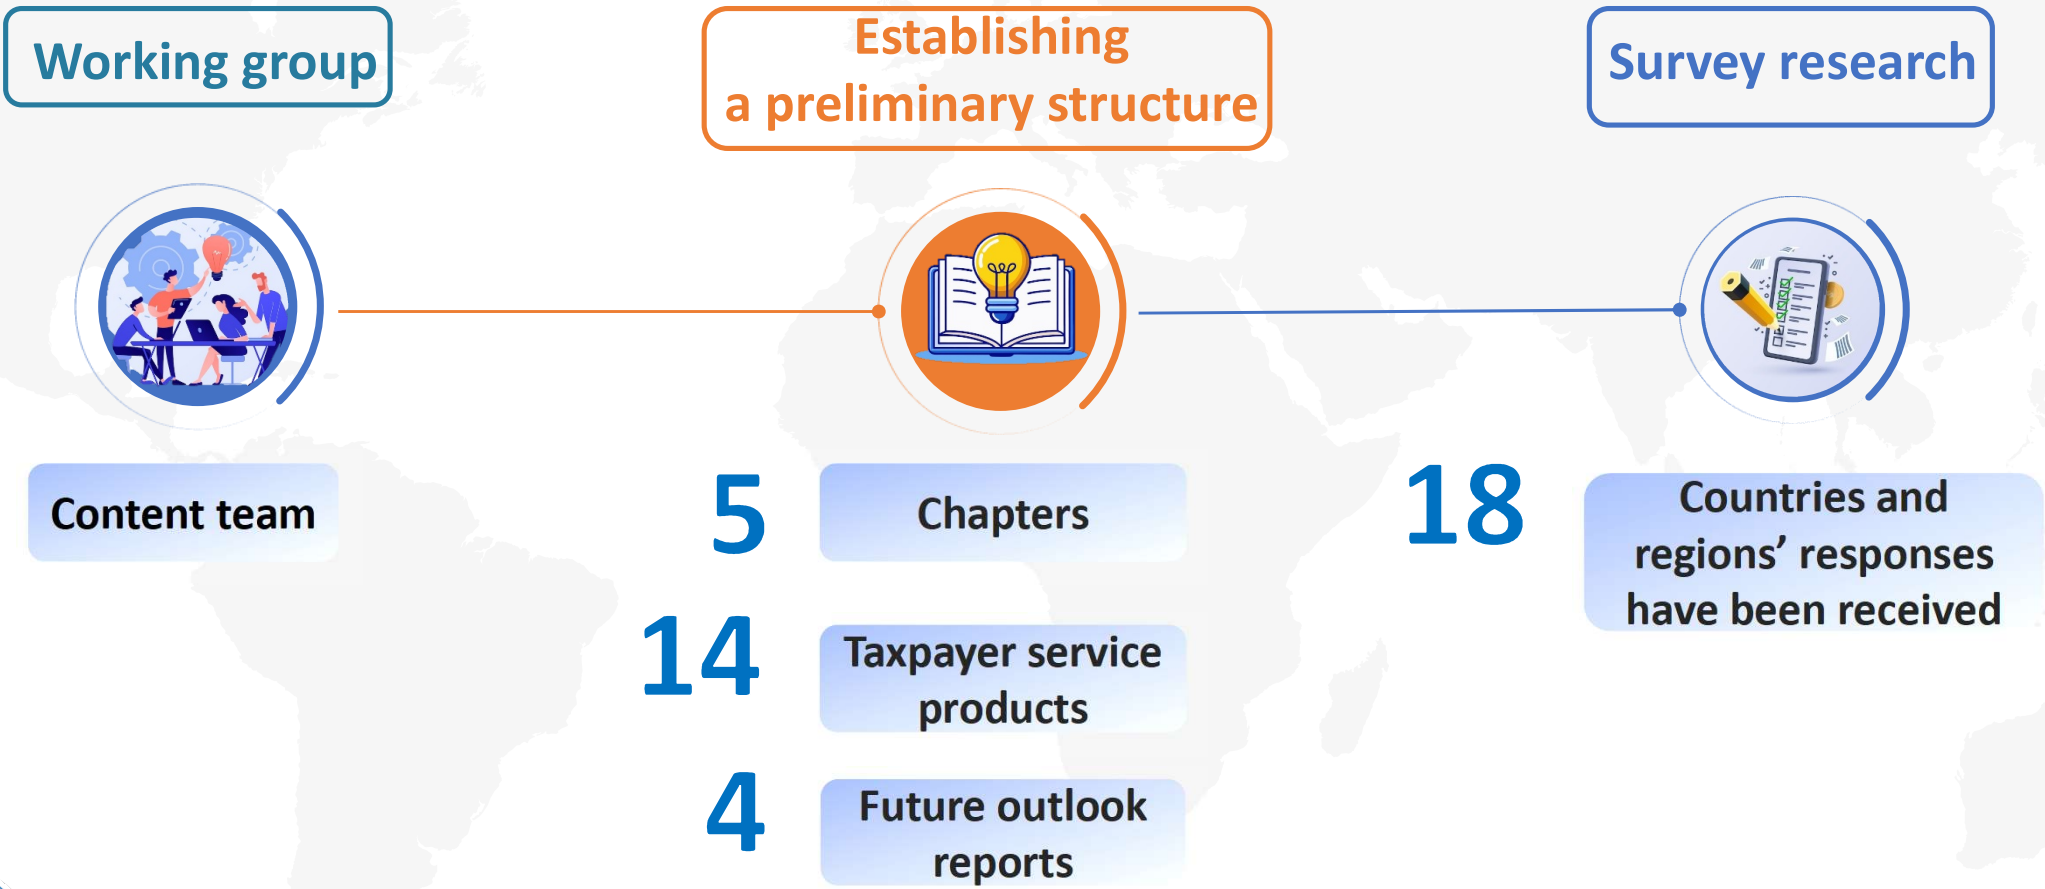 Working group
Establishing
a preliminary structure
Survey research
Content team
5
Chapters
14
Taxpayer service
products
4
Future outlook
reports
18
Countries and
regions’ responses
have been received